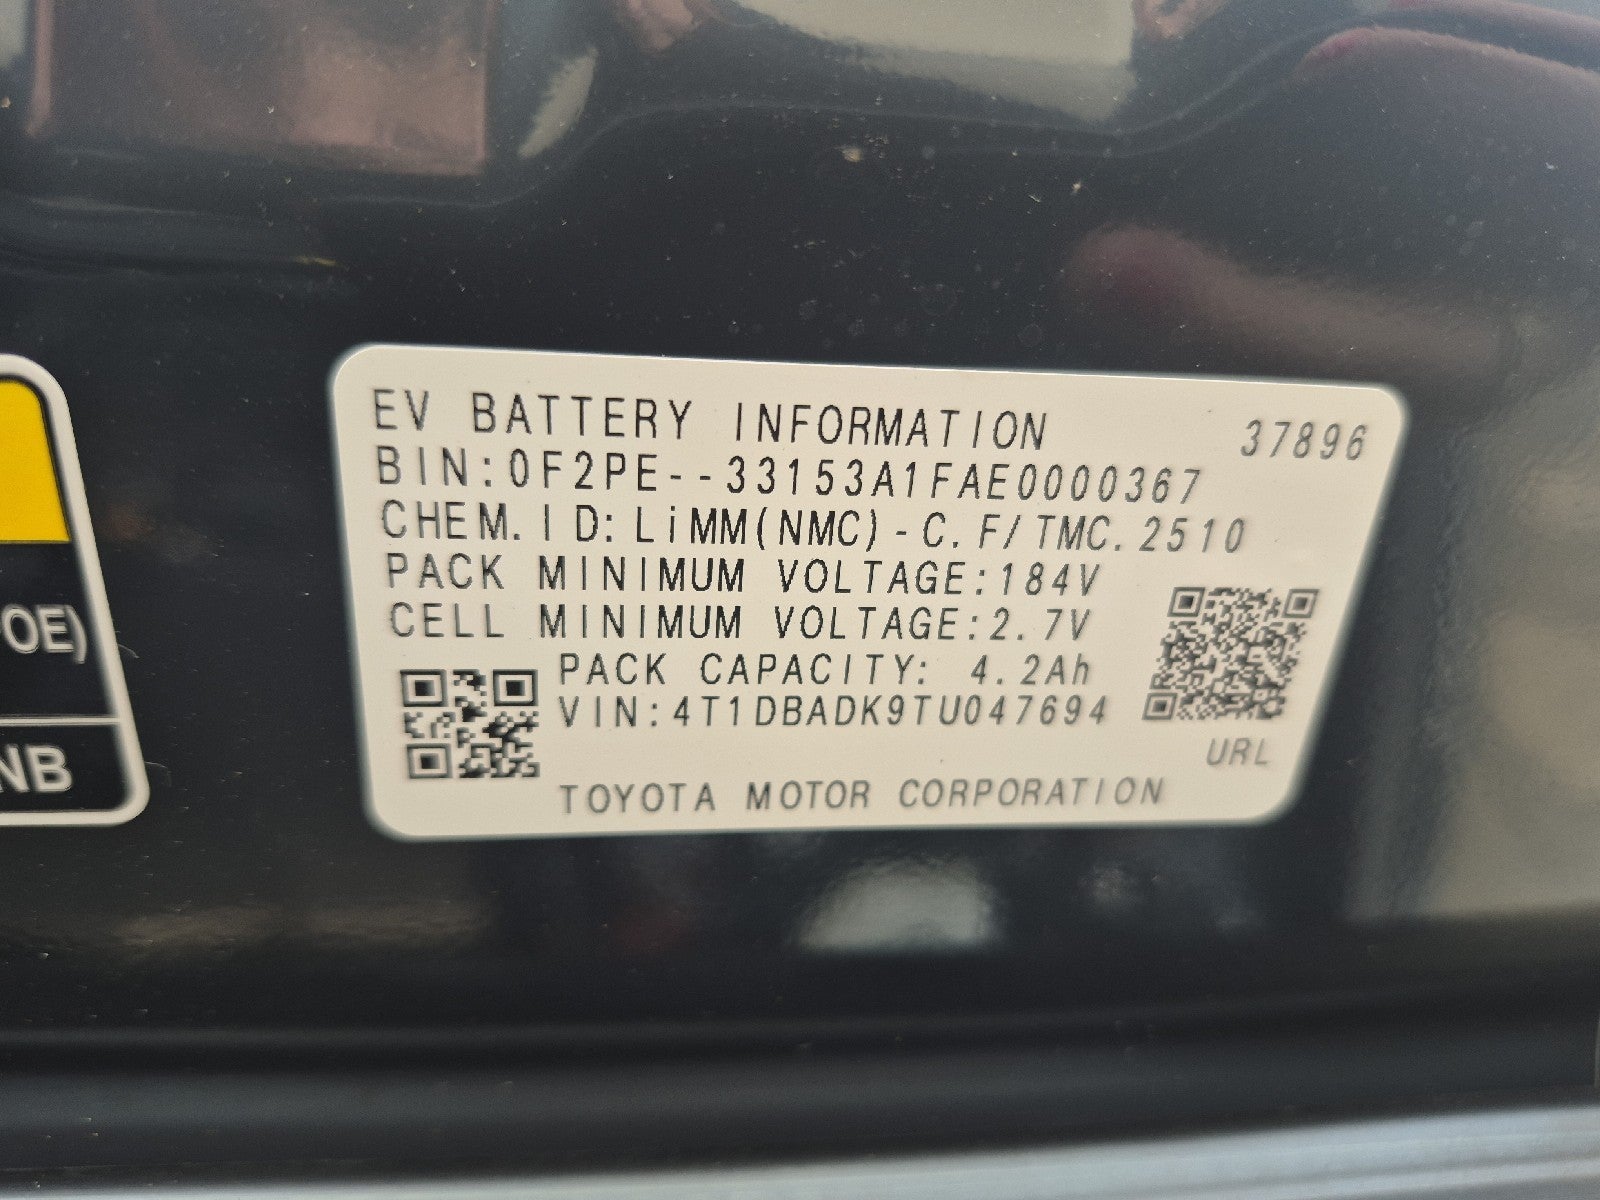 EV BATTERY INFORMATION 37896
BIN:0F2PE--33153A1FAE0000367
CHEM.ID:LiMM(NMC)-C.F/TMC.2510
PACK MINIMUM VOLTAGE:184V
CELL MINIMUM VOLTAGE:2.7V
PACK CAPACITY: 4.2Ah
VIN:4T1DBADK9TU047694
URL
TOYOTA MOTOR CORPORATION
OE)
NB